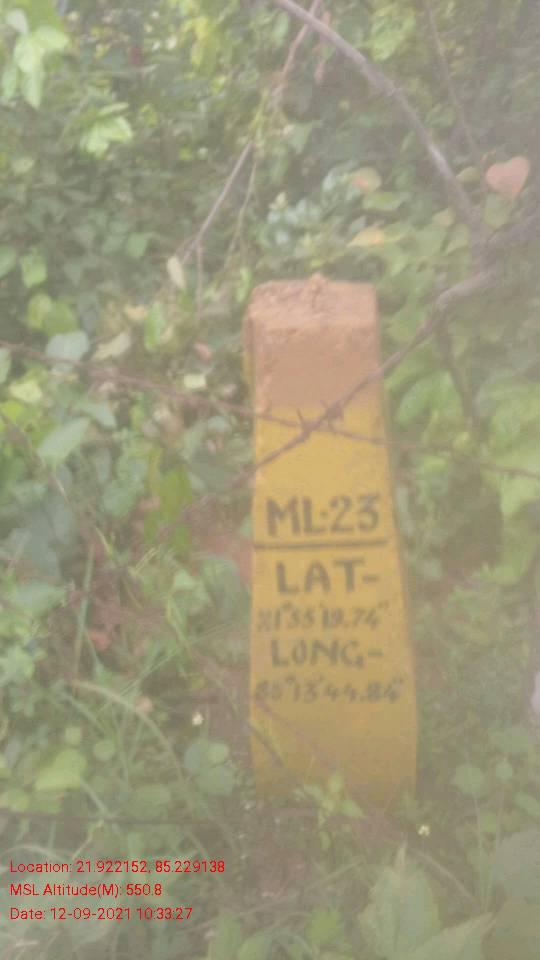 ML-23
LAT-
21°55'19.74"
LONG-
85°13'44.84"
Location: 21.922152, 85.229138
MSL Altitude(M): 550.8
Date: 12-09-2021 10:33:27